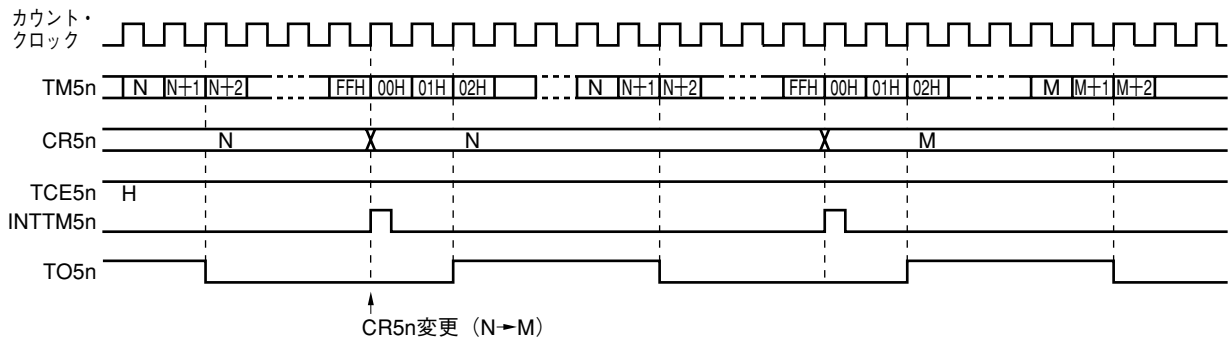 カウント・
クロック
TM5n N N+1 N+2 FFH 00H 01H 02H N N+1 N+2 FFH 00H 01H 02H M M+1 M+2
CR5n N N M
TCE5n H
INTTM5n
TO5n
CR5n変更（N→M）